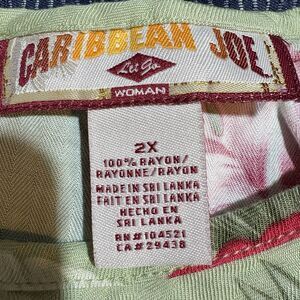 CARIBBEAN JOE
Let Go
WOMAN
2X
100% RAYON/
RAYONNE/RAYON
MADE IN SRI LANKA
FAIT EN SRI LANKA
HECHO EN
SRI LANKA
RN#104521
CA#29438